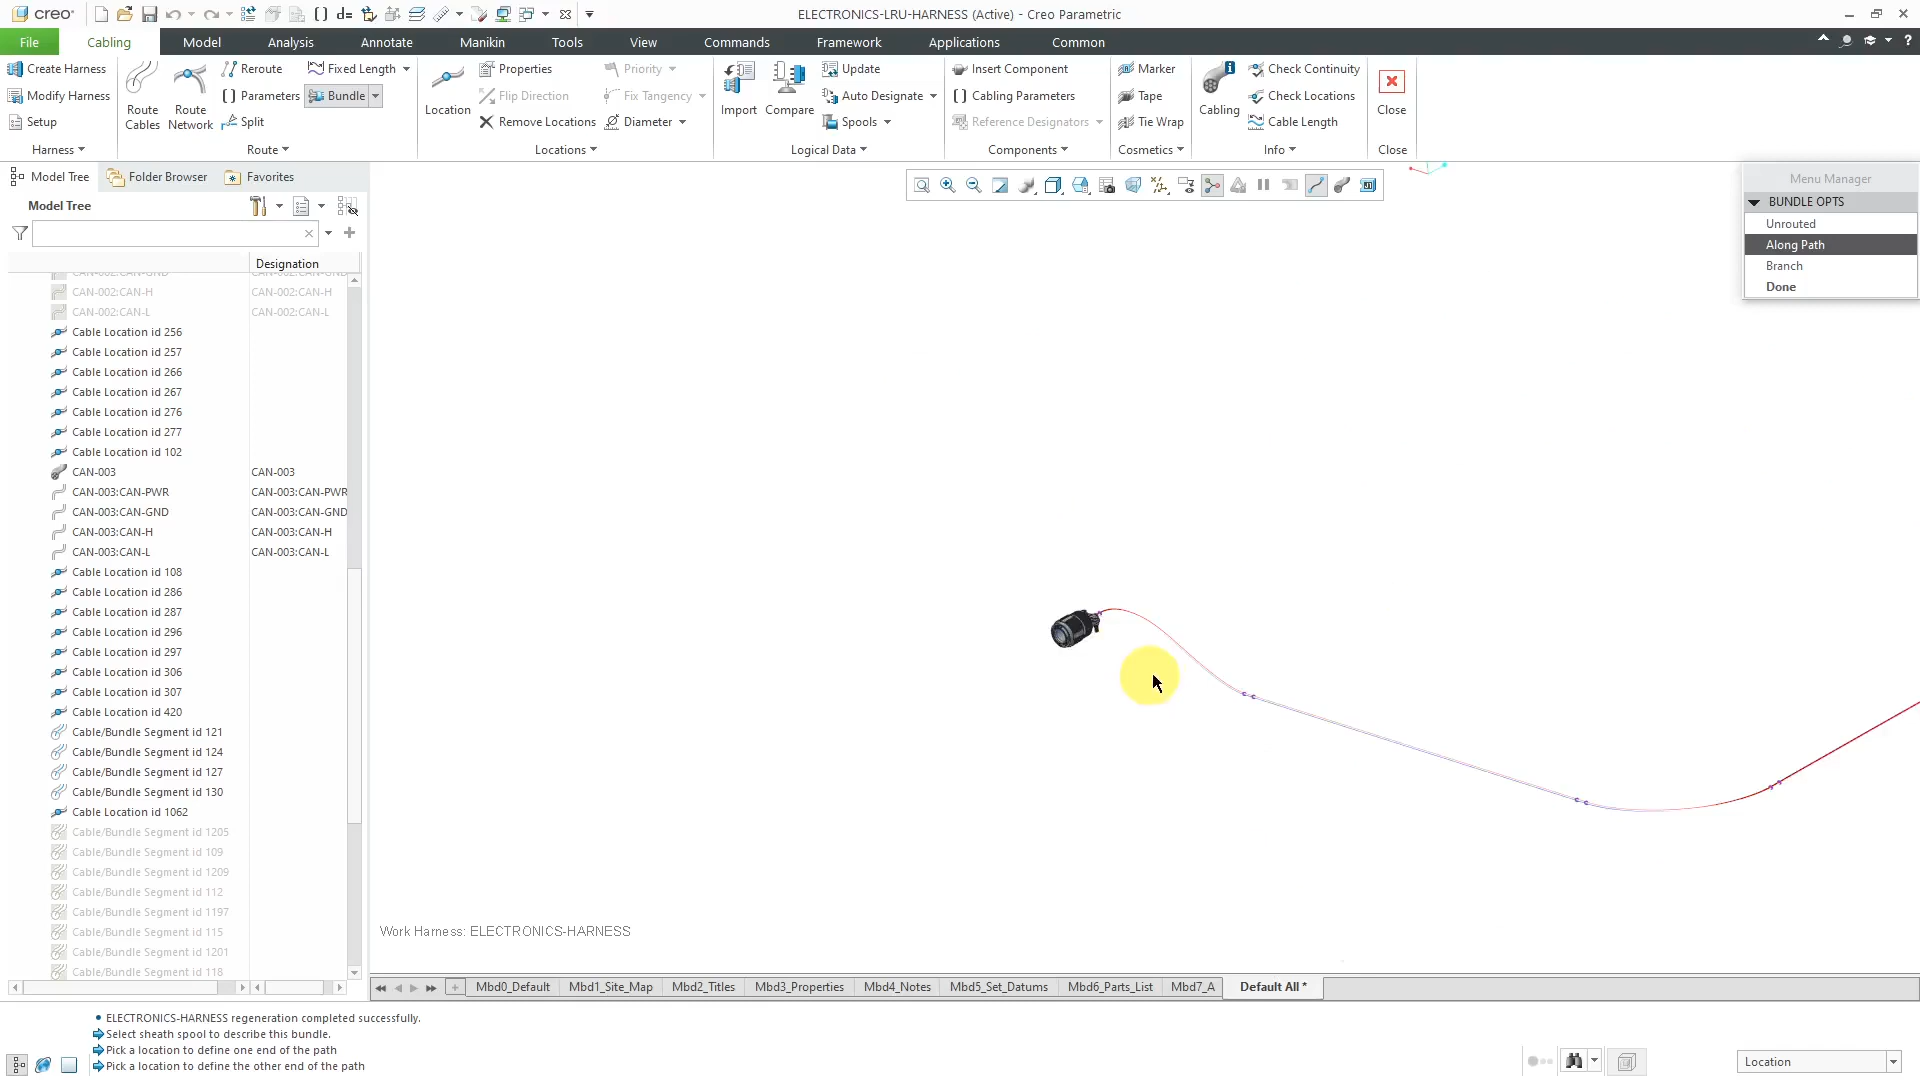 creo
ELECTRONICS-LRU-HARNESS (Active) - Creo Parametric
File
Cabling
Model
Analysis
Annotate
Manikin
Tools
View
Commands
Framework
Applications
Common
Create Harness
Modify Harness
Setup
Harness
Route Cables
Route Network
Reroute
Fixed Length
Parameters
Bundle
Split
Route
Location
Properties
Priority
Flip Direction
Fix Tangency
Remove Locations
Diameter
Locations
Import
Compare
Update
Auto Designate
Spools
Logical Data
Insert Component
Cabling Parameters
Reference Designators
Components
Marker
Tape
Tie Wrap
Cosmetics
Cabling
Check Continuity
Check Locations
Cable Length
Info
Close
Close
Model Tree
Folder Browser
Favorites
Model Tree
Designation
CAN-002:CAN-GND CAN-002:CAN-GND
CAN-002:CAN-H CAN-002:CAN-H
CAN-002:CAN-L CAN-002:CAN-L
Cable Location id 256
Cable Location id 257
Cable Location id 266
Cable Location id 267
Cable Location id 276
Cable Location id 277
Cable Location id 102
CAN-003 CAN-003
CAN-003:CAN-PWR CAN-003:CAN-PWR
CAN-003:CAN-GND CAN-003:CAN-GND
CAN-003:CAN-H CAN-003:CAN-H
CAN-003:CAN-L CAN-003:CAN-L
Cable Location id 108
Cable Location id 286
Cable Location id 287
Cable Location id 296
Cable Location id 297
Cable Location id 306
Cable Location id 307
Cable Location id 420
Cable/Bundle Segment id 121
Cable/Bundle Segment id 124
Cable/Bundle Segment id 127
Cable/Bundle Segment id 130
Cable Location id 1062
Cable/Bundle Segment id 1205
Cable/Bundle Segment id 109
Cable/Bundle Segment id 1209
Cable/Bundle Segment id 112
Cable/Bundle Segment id 1197
Cable/Bundle Segment id 115
Cable/Bundle Segment id 1201
Cable/Bundle Segment id 118
Menu Manager
BUNDLE OPTS
Unrouted
Along Path
Branch
Done
Work Harness: ELECTRONICS-HARNESS
Mbd0_Default
Mbd1_Site_Map
Mbd2_Titles
Mbd3_Properties
Mbd4_Notes
Mbd5_Set_Datums
Mbd6_Parts_List
Mbd7_A
Default All *
• ELECTRONICS-HARNESS regeneration completed successfully.
Select sheath spool to describe this bundle.
Pick a location to define one end of the path
Pick a location to define the other end of the path
Location